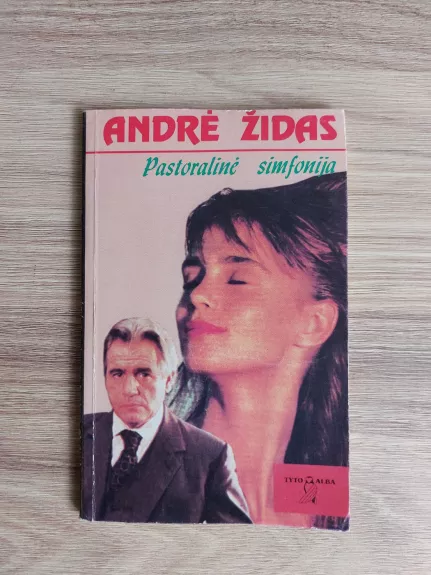 ANDRĖ ŽIDAS
Pastoralinė simfonija
TYTO ALBA